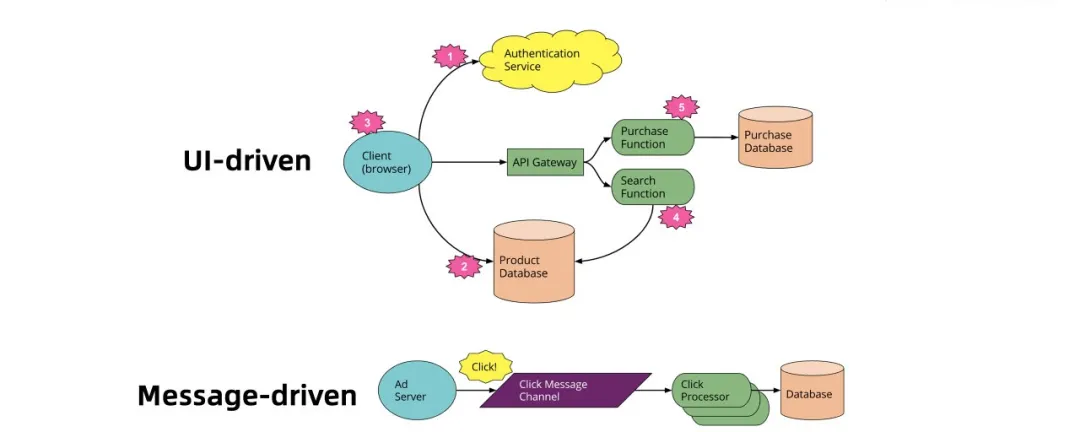 1
Authentication
Service
3
5
Purchase
Function
Purchase
Database
UI-driven
Client
(browser)
API Gateway
Search
Function
4
2
Product
Database
Message-driven
Ad
Server
Click!
Click Message
Channel
Click
Processor
Database